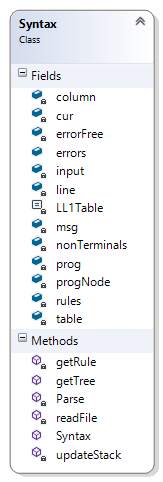 Syntax
Class
Fields
column
cur
errorFree
errors
input
line
LL1Table
msg
nonTerminals
prog
progNode
rules
table
Methods
getRule
getTree
Parse
readFile
Syntax
updateStack